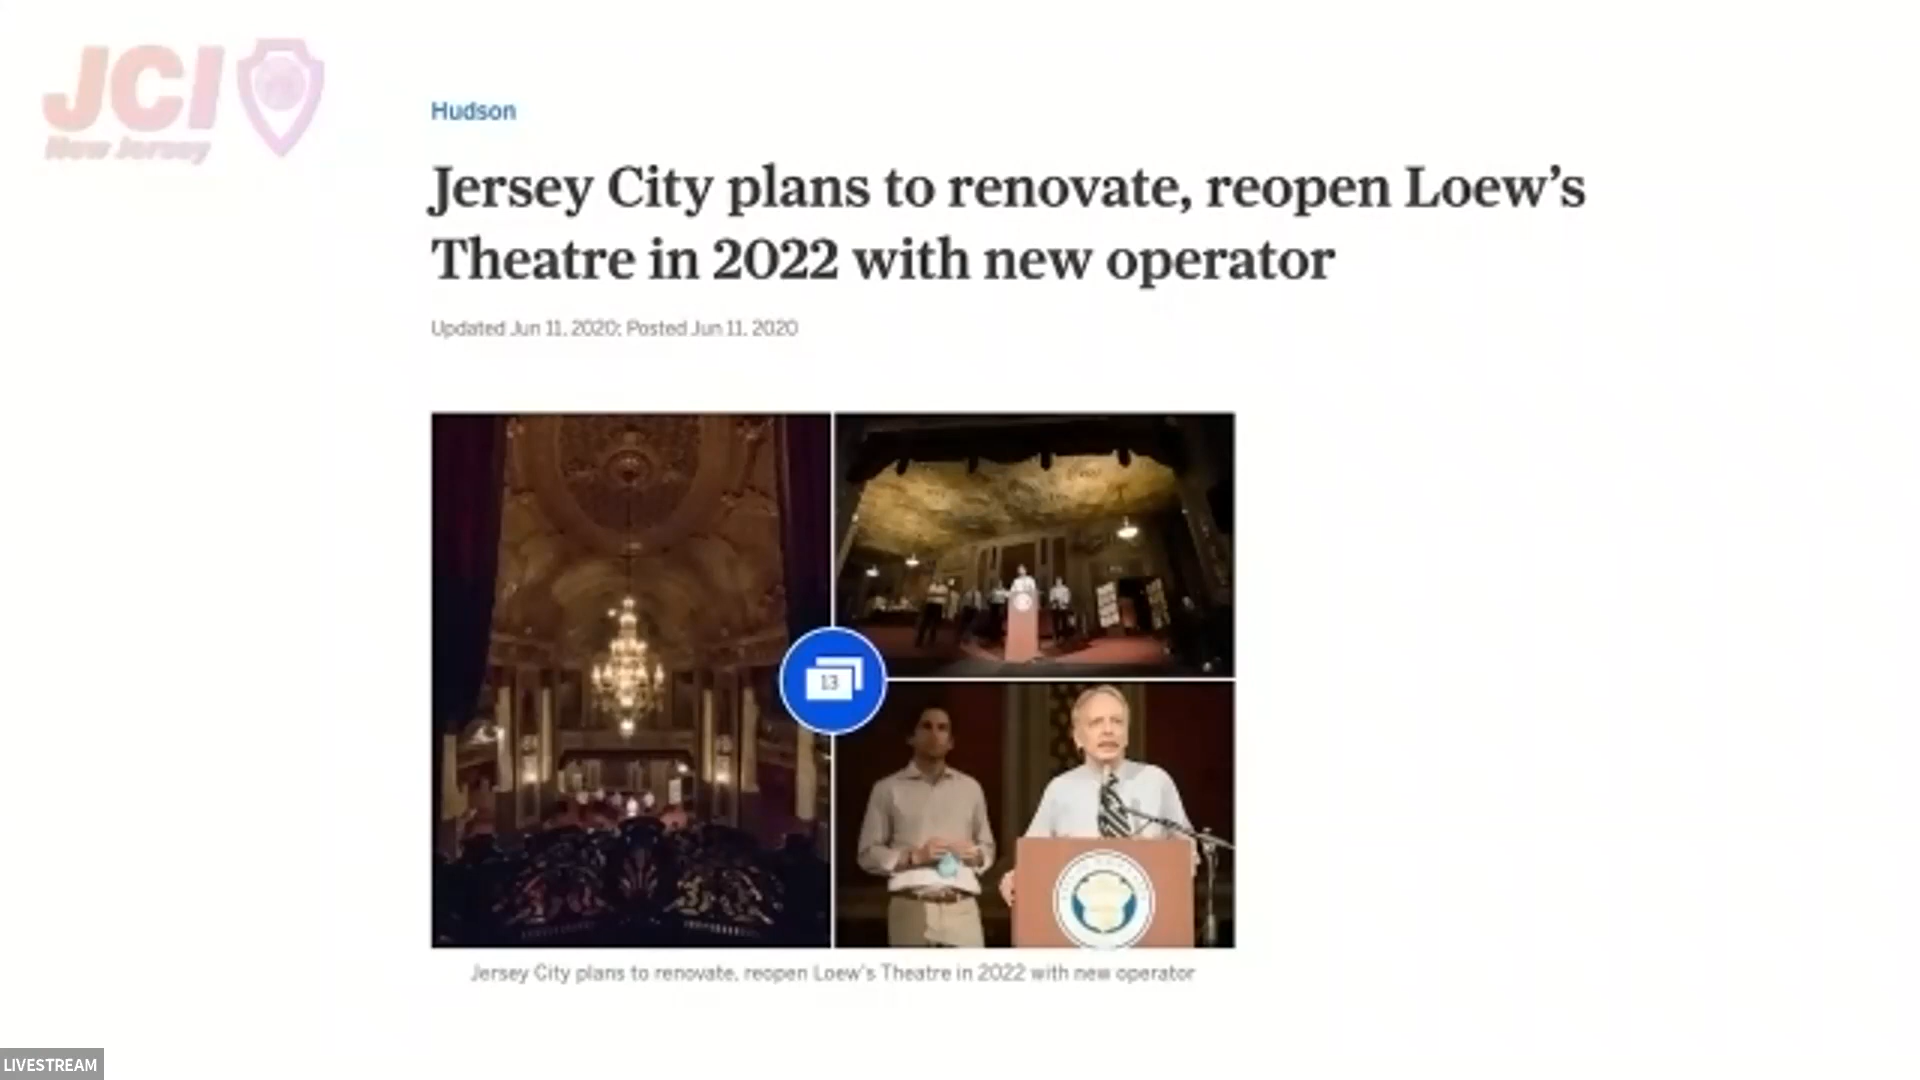 JCI
New Jersey
Hudson
Jersey City plans to renovate, reopen Loew's
Theatre in 2022 with new operator
Updated Jun 11, 2020; Posted Jun 11, 2020
13
Jersey City plans to renovate, reopen Loew's Theatre in 2022 with new operator
LIVESTREAM